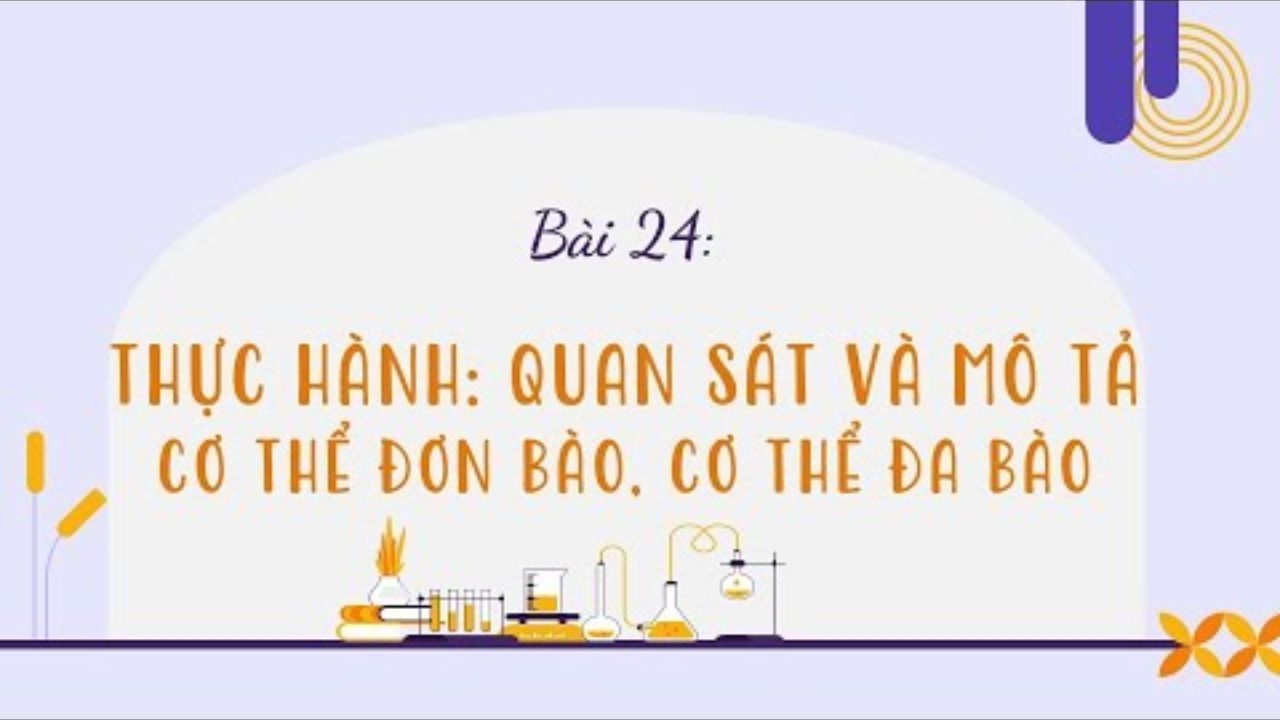 Bài 24:
THỰC HÀNH: QUAN SÁT VÀ MÔ TẢ
CƠ THỂ ĐƠN BÀO, CƠ THỂ ĐA BÀO